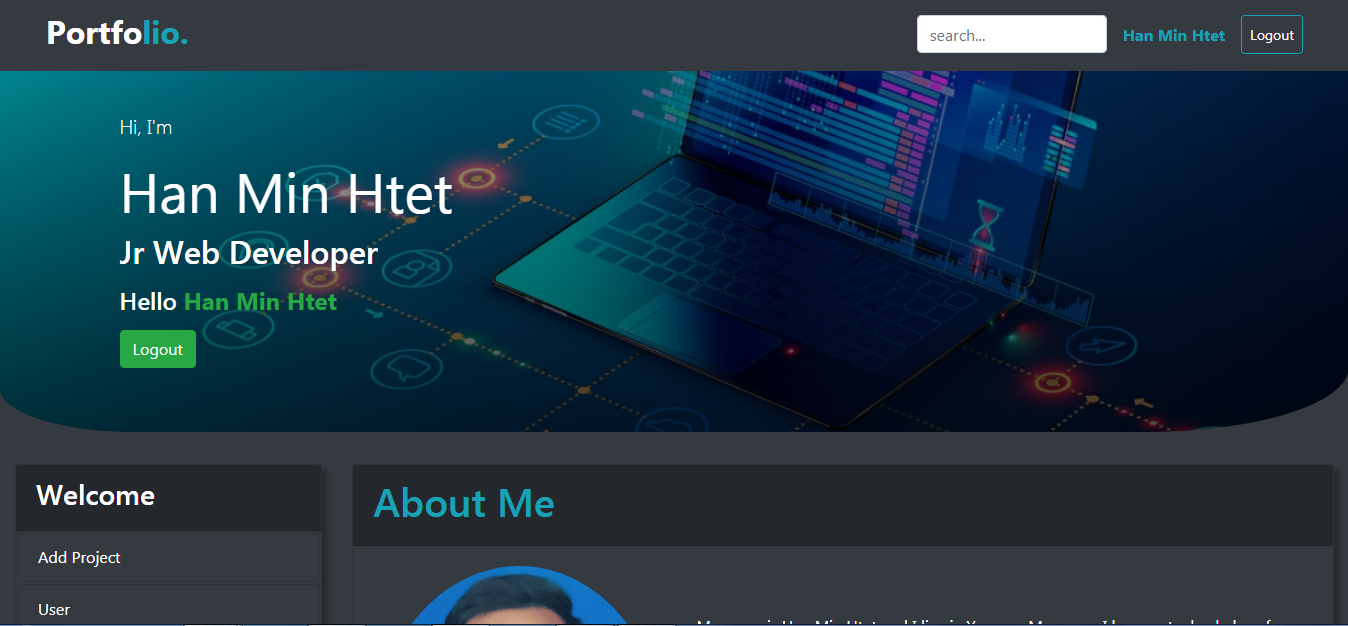 Portfolio.
search...
Han Min Htet
Logout
Hi, I'm
Han Min Htet
Jr Web Developer
Hello Han Min Htet
Logout
Welcome
Add Project
User
About Me